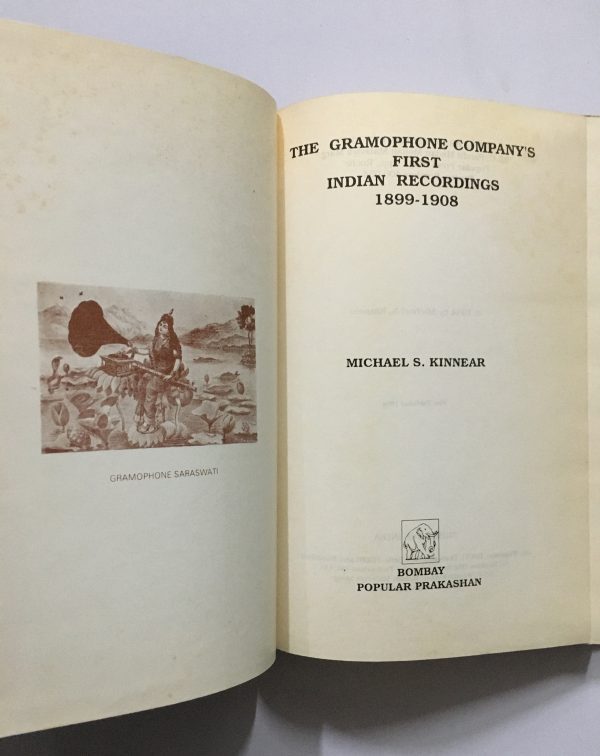 GRAMOPHONE SARASWATI
THE GRAMOPHONE COMPANY'S
FIRST
INDIAN RECORDINGS
1899-1908
MICHAEL S. KINNEAR
BOMBAY
POPULAR PRAKASHAN